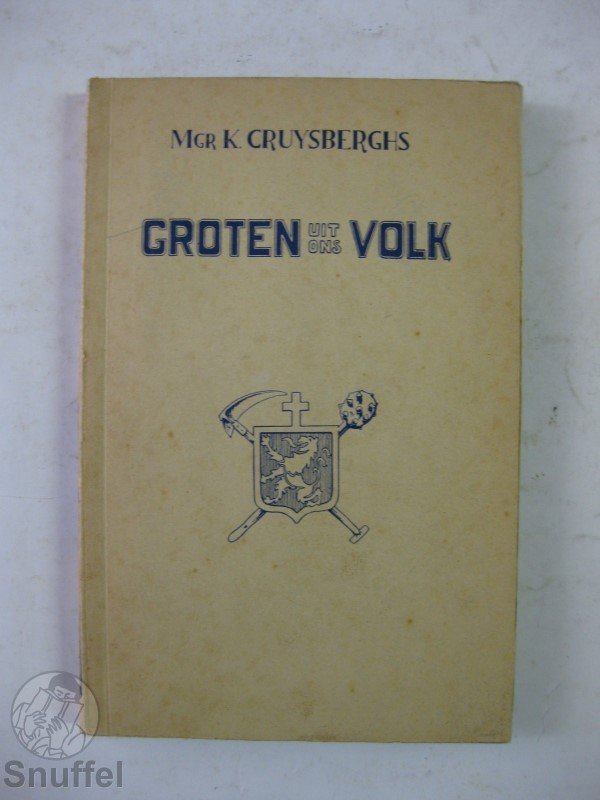 MGR K. CRUYSBERGHS
GROTEN UIT ONS VOLK
Snuffel